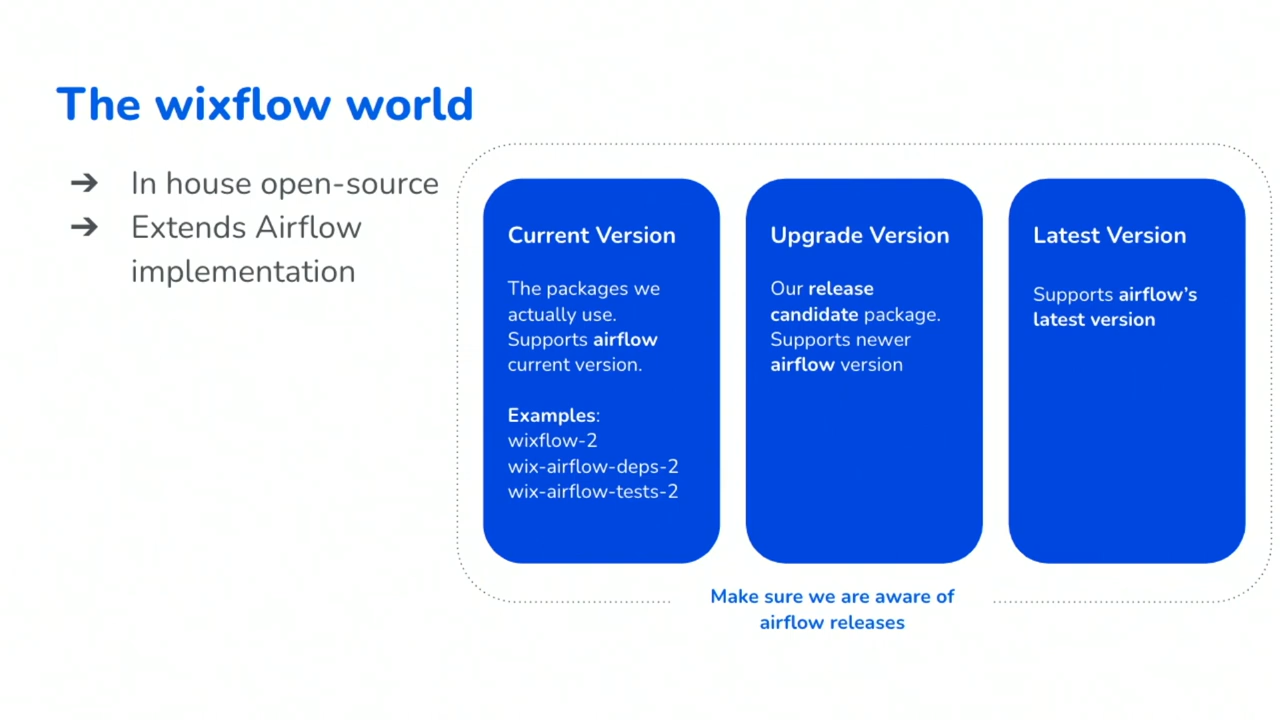 The wixflow world
➔ In house open-source
➔ Extends Airflow
implementation
Current Version
The packages we
actually use.
Supports airflow
current version.
Examples:
wixflow-2
wix-airflow-deps-2
wix-airflow-tests-2
Upgrade Version
Our release
candidate package.
Supports newer
airflow version
Latest Version
Supports airflow’s
latest version
Make sure we are aware of
airflow releases